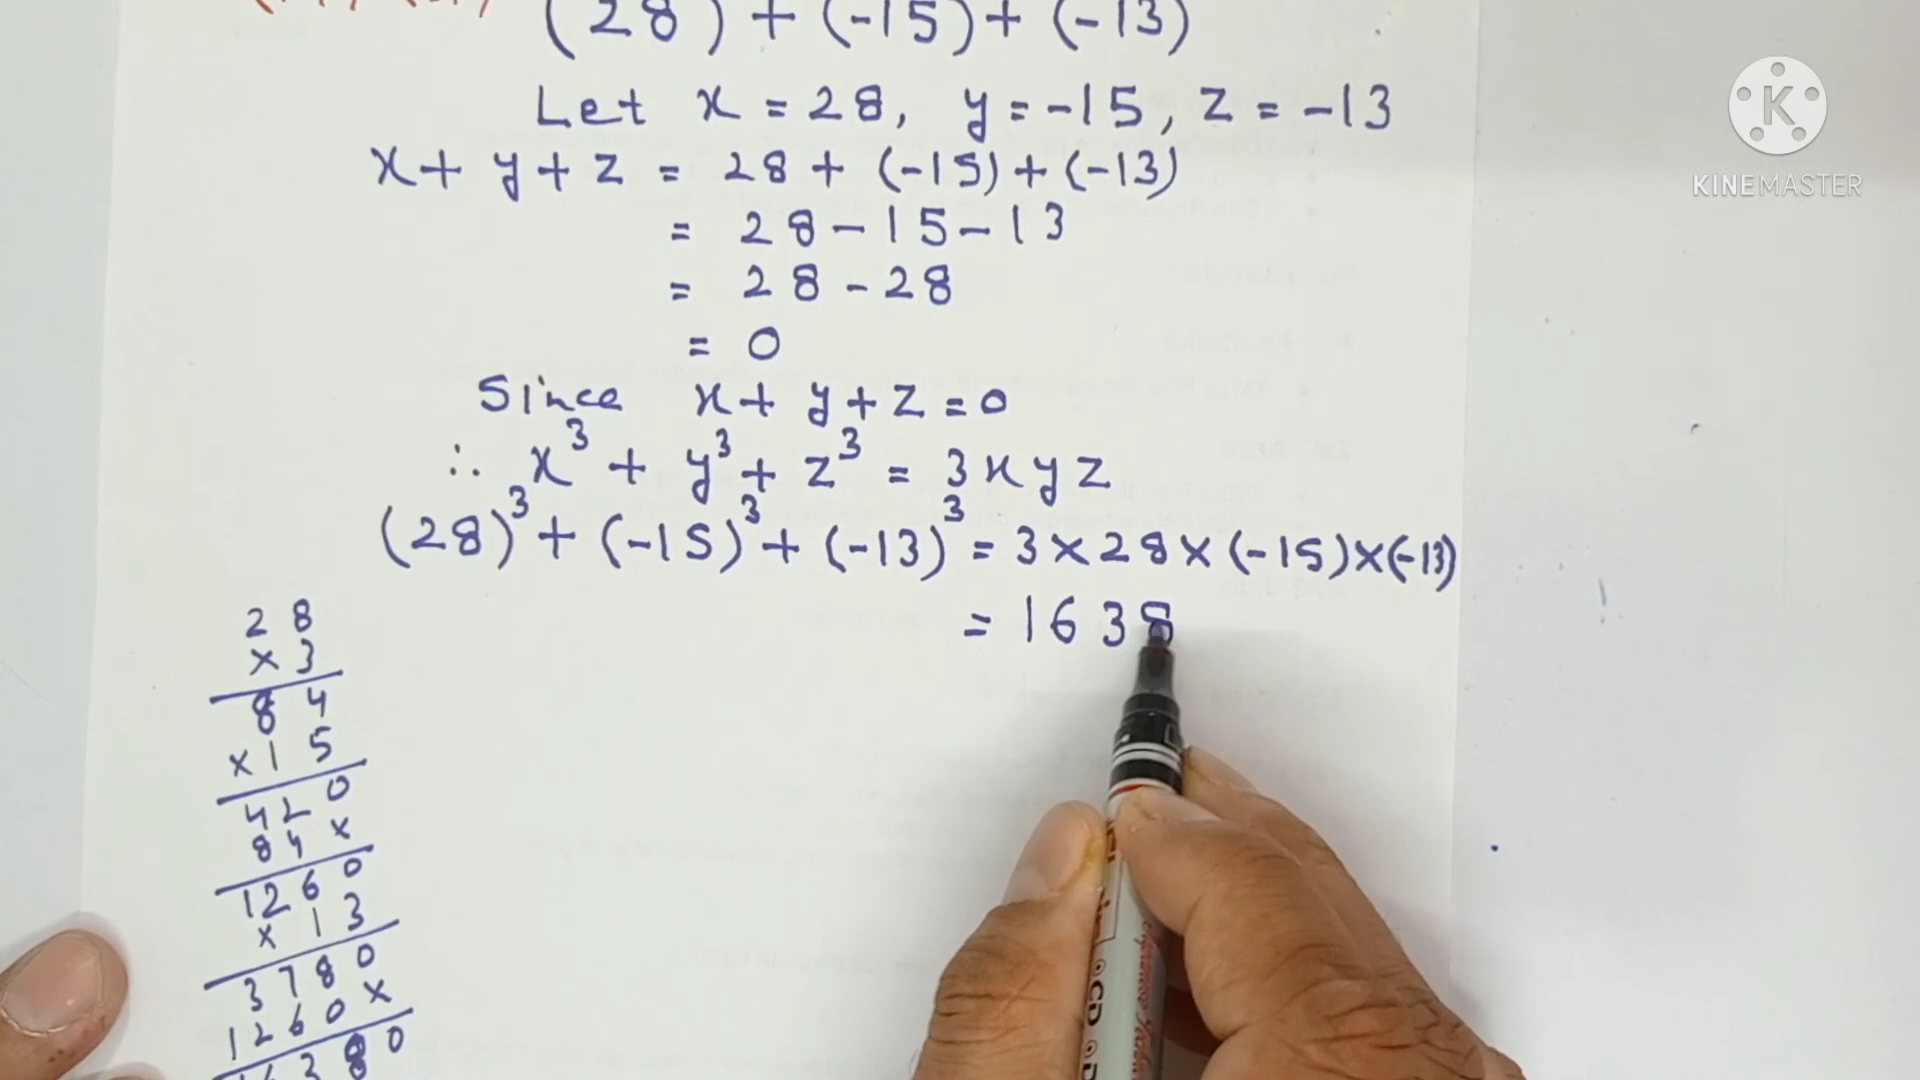 (28) + (-15) + (-13)
Let x = 28, y = -15, z = -13
x + y + z = 28 + (-15) + (-13)
= 28 - 15 - 13
= 28 - 28
= 0
Since x + y + z = 0
∴ x³ + y³ + z³ = 3xyz
(28)³ + (-15)³ + (-13)³ = 3 × 28 × (-15) × (-13)
= 1638
28
× 3
84
× 15
420
84×
1260
× 13
3780
1260×
16380
KINEMASTER
CD